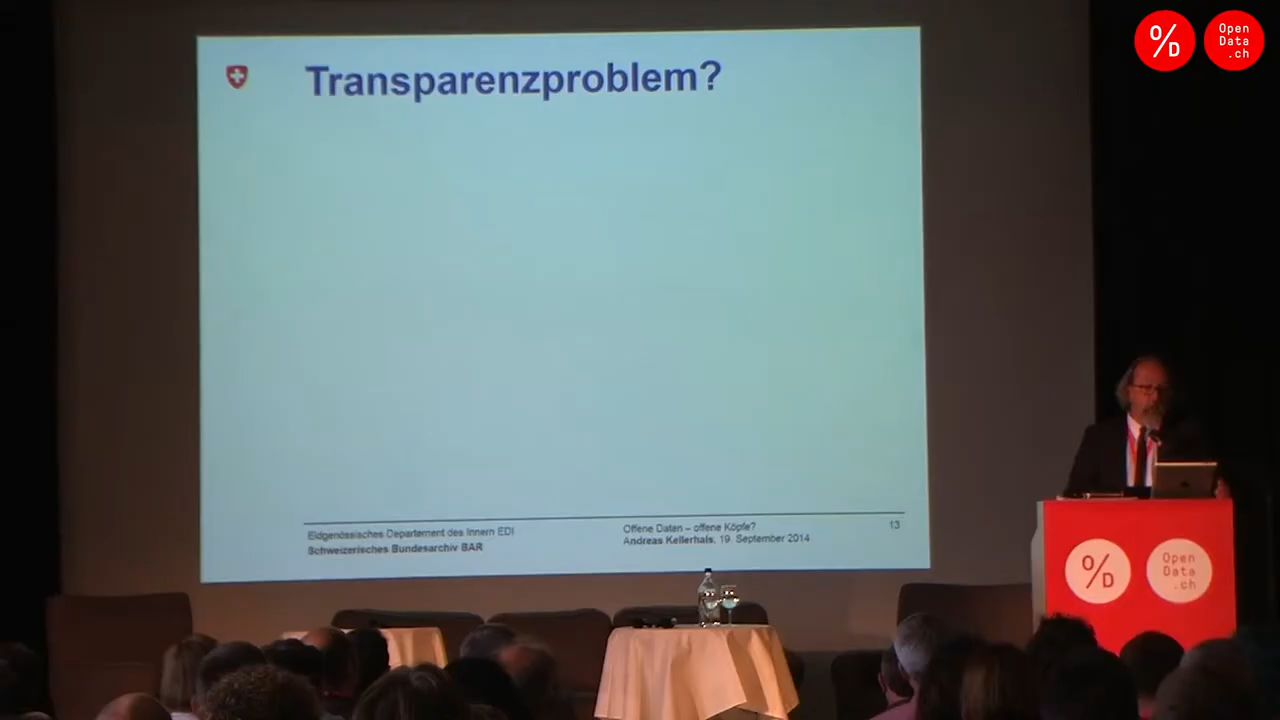 Transparenzproblem?
Eidgenössisches Departement des Innern EDI
Schweizerisches Bundesarchiv BAR
Offene Daten – offene Köpfe?
Andreas Kellerhals, 19. September 2014
13
%D
Open
Data
.ch
%D
Open
Data
.ch